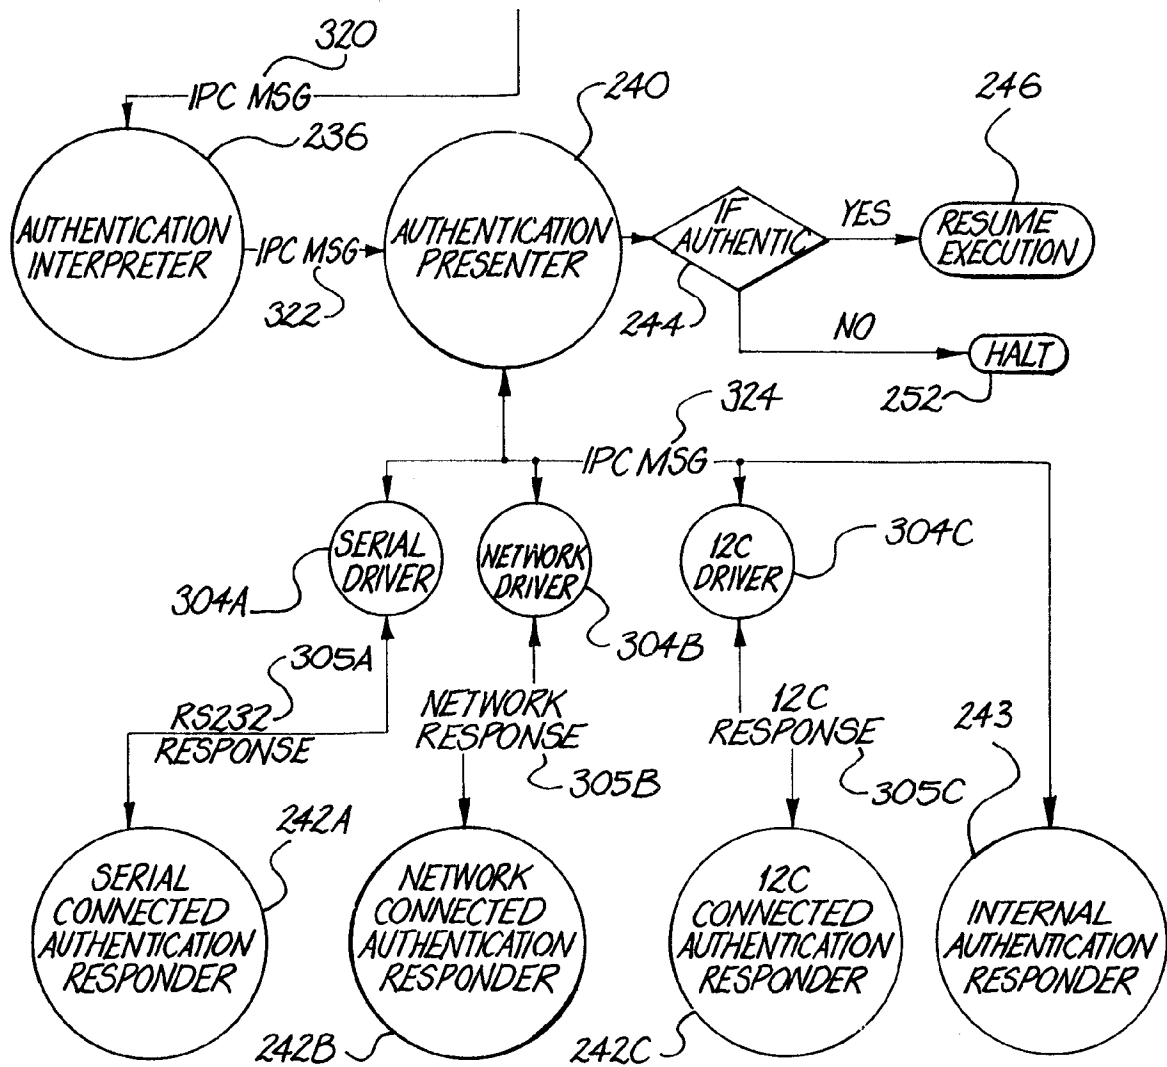 320
IPC MSG
236
240
246
AUTHENTICATION
INTERPRETER
IPC MSG
322
AUTHENTICATION
PRESENTER
IF
AUTHENTIC
244
YES
RESUME
EXECUTION
NO
HALT
252
324
IPC MSG
SERIAL
DRIVER
304A
NETWORK
DRIVER
304B
12C
DRIVER
304C
305A
RS232
RESPONSE
NETWORK
RESPONSE
305B
12C
RESPONSE
305C
243
242A
SERIAL
CONNECTED
AUTHENTICATION
RESPONDER
NETWORK
CONNECTED
AUTHENTICATION
RESPONDER
242B
12C
CONNECTED
AUTHENTICATION
RESPONDER
242C
INTERNAL
AUTHENTICATION
RESPONDER